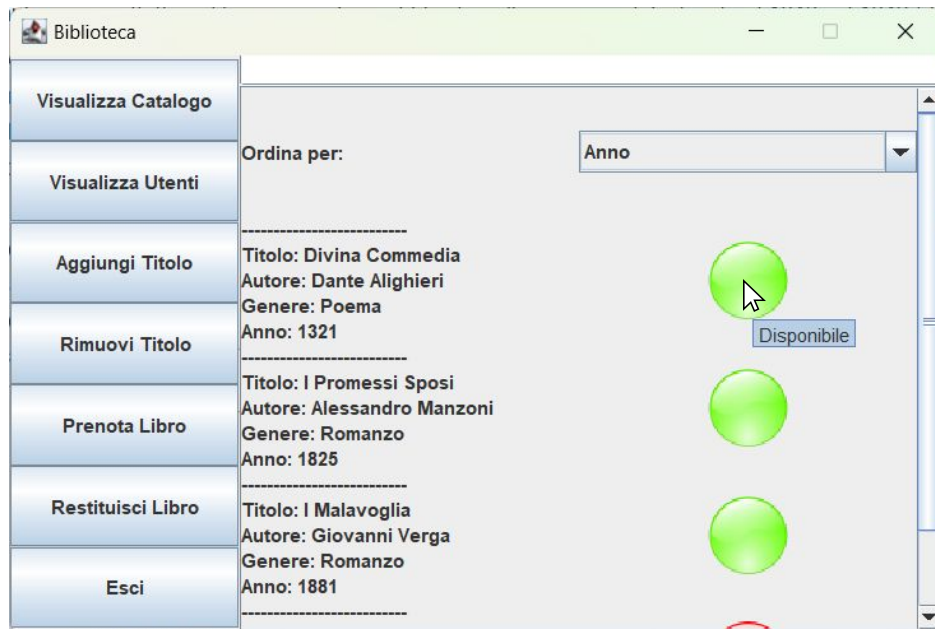 Biblioteca
Visualizza Catalogo
Visualizza Utenti
Aggiungi Titolo
Rimuovi Titolo
Prenota Libro
Restituisci Libro
Esci
Ordina per:
Anno
--------------------------
Titolo: Divina Commedia
Autore: Dante Alighieri
Genere: Poema
Anno: 1321
Disponibile
--------------------------
Titolo: I Promessi Sposi
Autore: Alessandro Manzoni
Genere: Romanzo
Anno: 1825
--------------------------
Titolo: I Malavoglia
Autore: Giovanni Verga
Genere: Romanzo
Anno: 1881
--------------------------